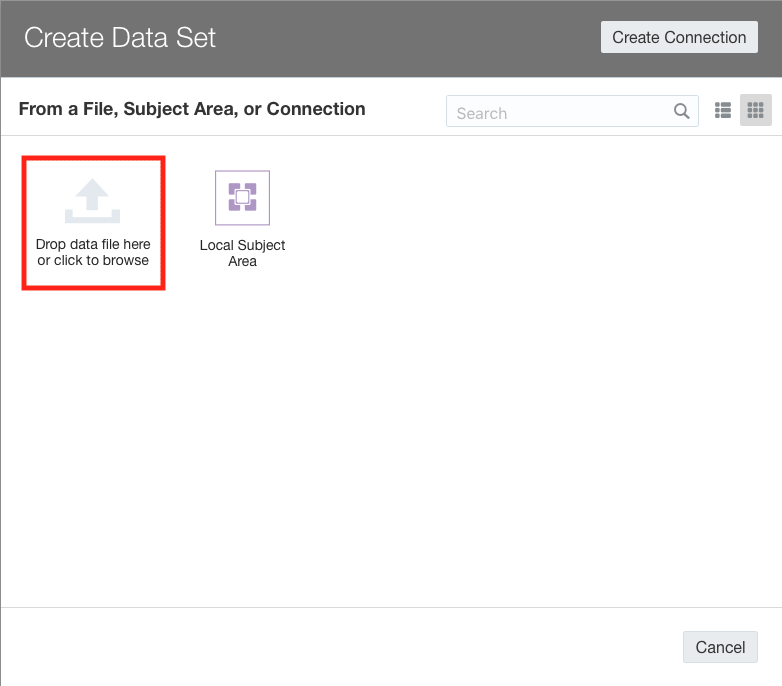 Create Data Set
Create Connection
From a File, Subject Area, or Connection
Search
Drop data file here
or click to browse
Local Subject
Area
Cancel